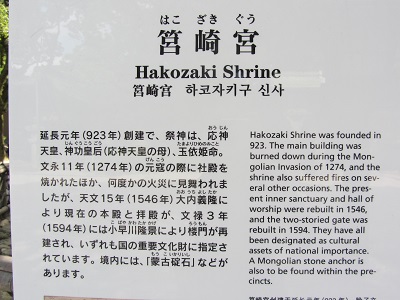 はこ ざき ぐう
筥崎宮
Hakozaki Shrine
筥崎宮 하코자키구 신사
延長元年(923年)創建で、祭神は、応神
天皇、神功皇后(応神天皇の母)、玉依姫命。
文永11年(1274年)の元寇の際に社殿を
焼かれたほか、何度かの火災に見舞われま
したが、天文15年(1546年)大内義隆に
より現在の本殿と拝殿が、文禄3年
(1594年)には小早川隆景により楼門が再
建され、いずれも国の重要文化財に指定さ
れています。境内には、「蒙古碇石」などが
あります。
Hakozaki Shrine was founded in
923. The main building was
burned down during the Mon-
golian Invasion of 1274, and the
shrine also suffered fires on sev-
eral other occasions. The pres-
ent inner sanctuary and hall of
worship were rebuilt in 1546,
and the two-storied gate was
rebuilt in 1594. They have all
been designated as cultural
assets of national importance.
A Mongolian stone anchor is
also to be found within the pre-
cincts.